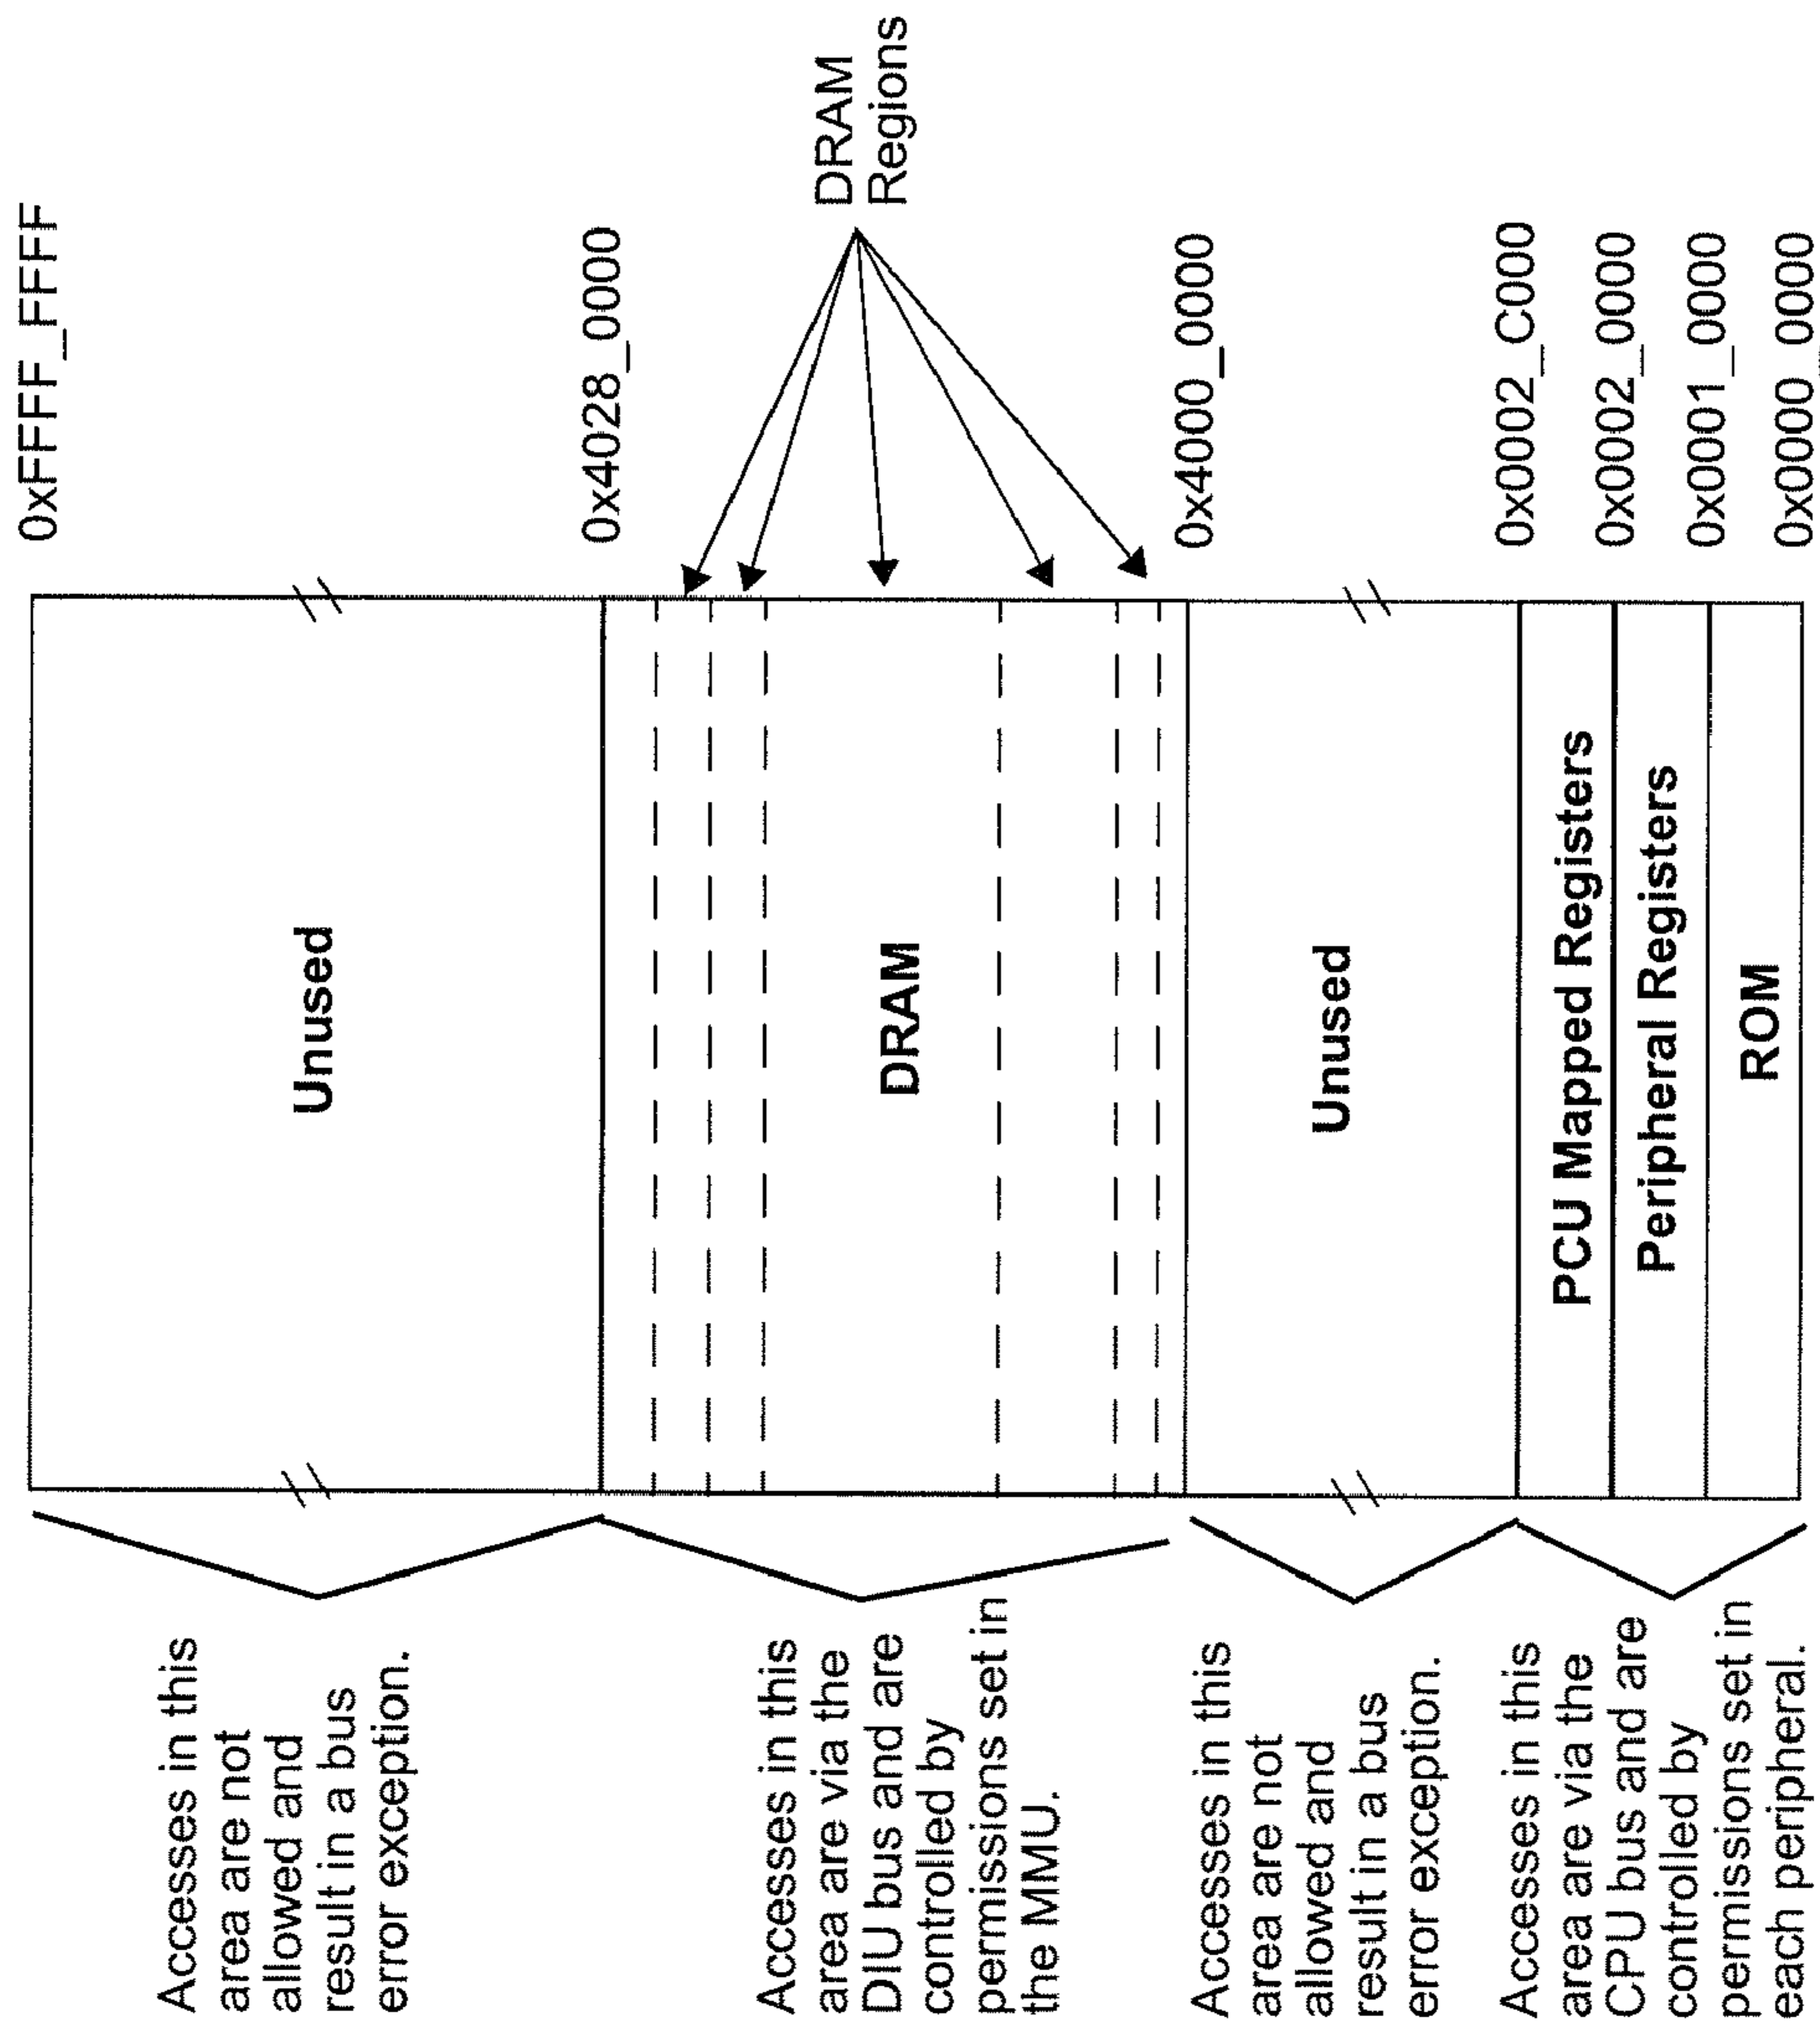 0xFFFF_FFFF
Unused
Accesses in this
area are not
allowed and
result in a bus
error exception.
0x4028_0000
DRAM
Regions
DRAM
Accesses in this
area are via the
DIU bus and are
controlled by
permissions set in
the MMU.
0x4000_0000
Unused
Accesses in this
area are not
allowed and
result in a bus
error exception.
0x0002_C000
PCU Mapped Registers
0x0002_0000
Peripheral Registers
0x0001_0000
ROM
0x0000_0000
Accesses in this
area are via the
CPU bus and are
controlled by
permissions set in
each peripheral.